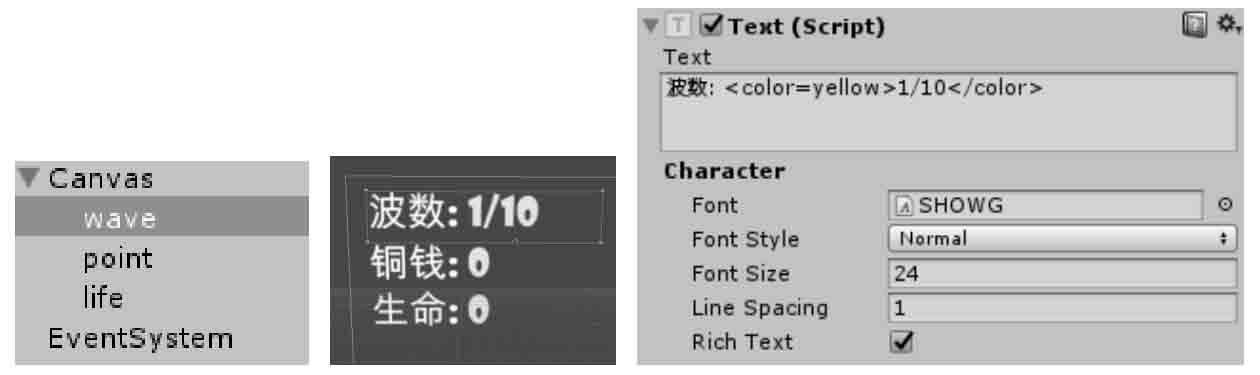 Canvas
wave
point
life
EventSystem
波数: 1/10
铜钱: 0
生命: 0
Text (Script)
Text
波数: <color=yellow>1/10</color>
Character
Font SHOWG
Font Style Normal
Font Size 24
Line Spacing 1
Rich Text